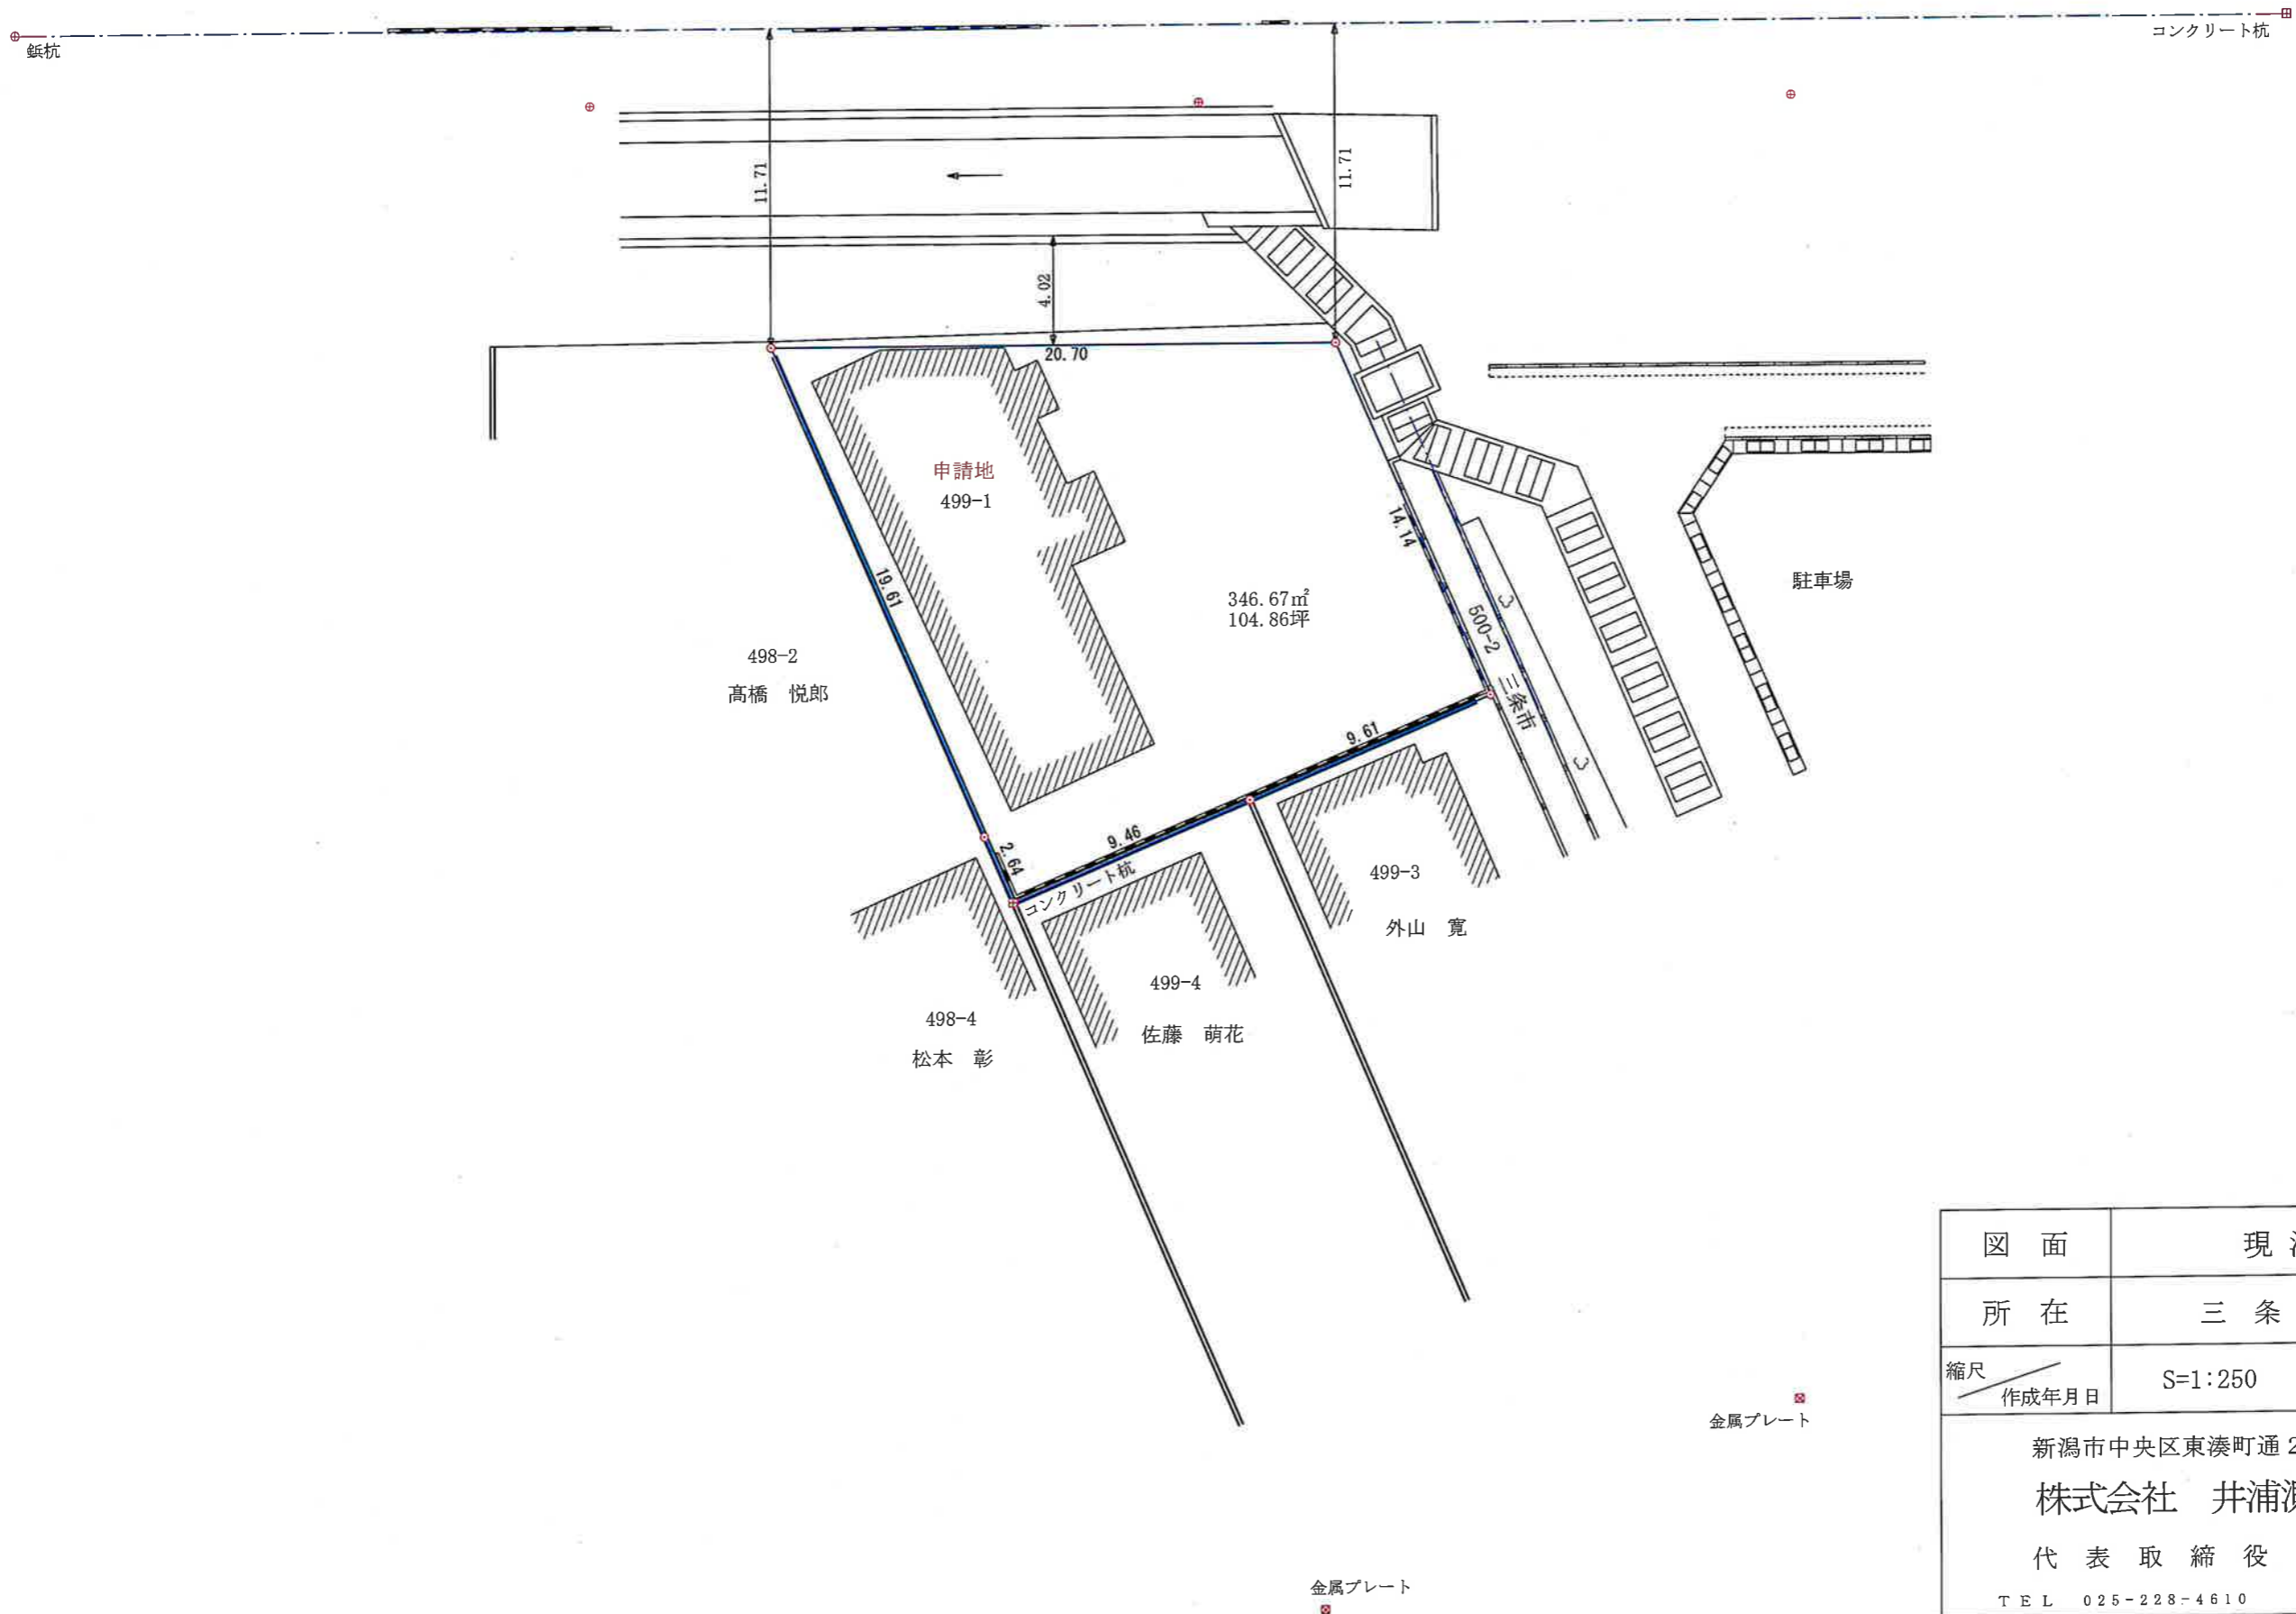 鋲杭
コンクリート杭
11.71
11.71
4.02
20.70
申請地
499-1
14.14
19.61
346.67㎡
104.86坪
駐車場
500-2
三条市
498-2
髙橋 悦郎
9.61
9.46
2.64
コンクリート杭
499-3
外山 寛
499-4
佐藤 萌花
498-4
松本 彰
金属プレート
金属プレート
図 面
現
所 在
三 条
縮尺
作成年月日
S=1:250
新潟市中央区東湊町通2
株式会社 井浦測
代 表 取 締 役
TEL 025-228-4610